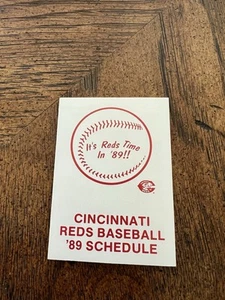 It's Reds Time
In '89!!
CINCINNATI
REDS BASEBALL
'89 SCHEDULE